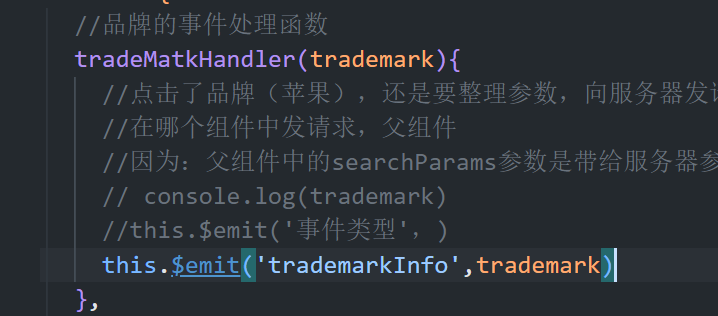 //品牌的事件处理函数
tradeMatkHandler(trademark){
//点击了品牌（苹果），还是要整理参数，向服务器发
//在哪个组件中发请求，父组件
//因为：父组件中的searchParams参数是带给服务器参
// console.log(trademark)
//this.$emit('事件类型'，)
this.$emit('trademarkInfo',trademark)
},